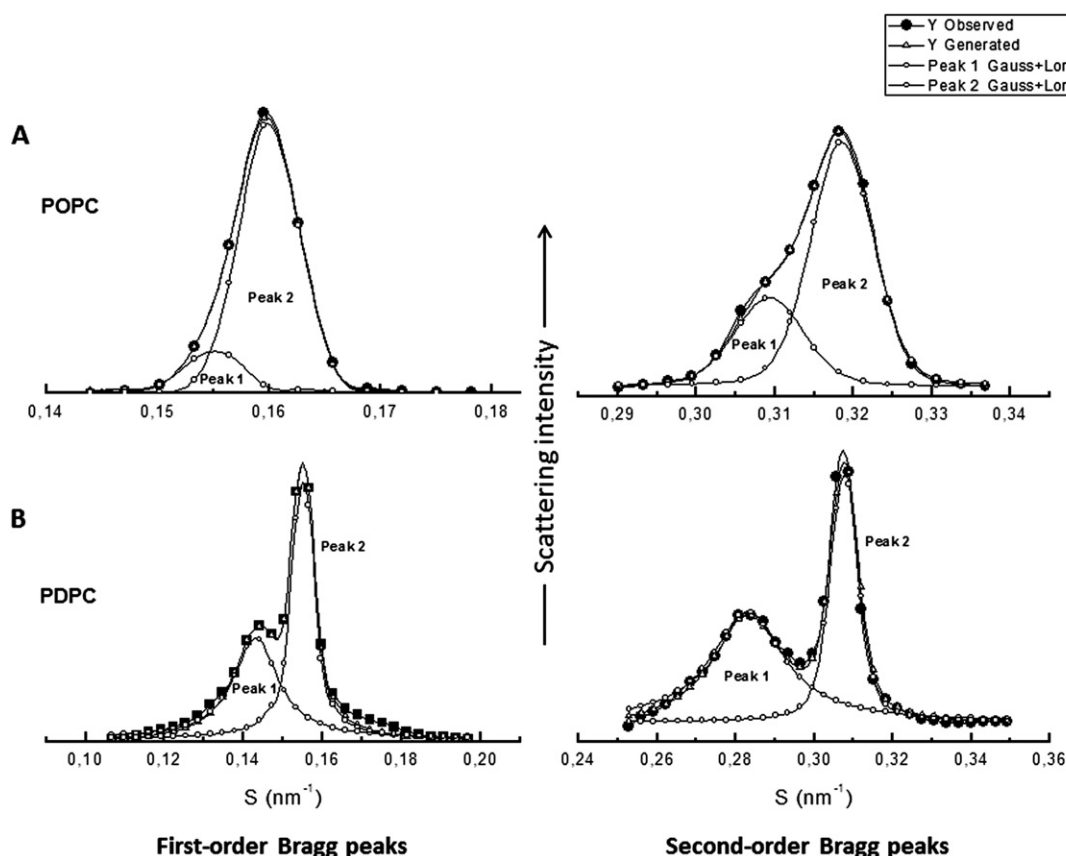 Y Observed
Y Generated
Peak 1 Gauss+Lor
Peak 2 Gauss+Lor
A
POPC
Peak 2
Peak 1
0,14 0,15 0,16 0,17 0,18
Scattering intensity
Peak 2
Peak 1
0,29 0,30 0,31 0,32 0,33 0,34
B
PDPC
Peak 2
Peak 1
0,10 0,12 0,14 0,16 0,18 0,20
S (nm⁻¹)
First-order Bragg peaks
Peak 2
Peak 1
0,24 0,26 0,28 0,30 0,32 0,34 0,36
S (nm⁻¹)
Second-order Bragg peaks